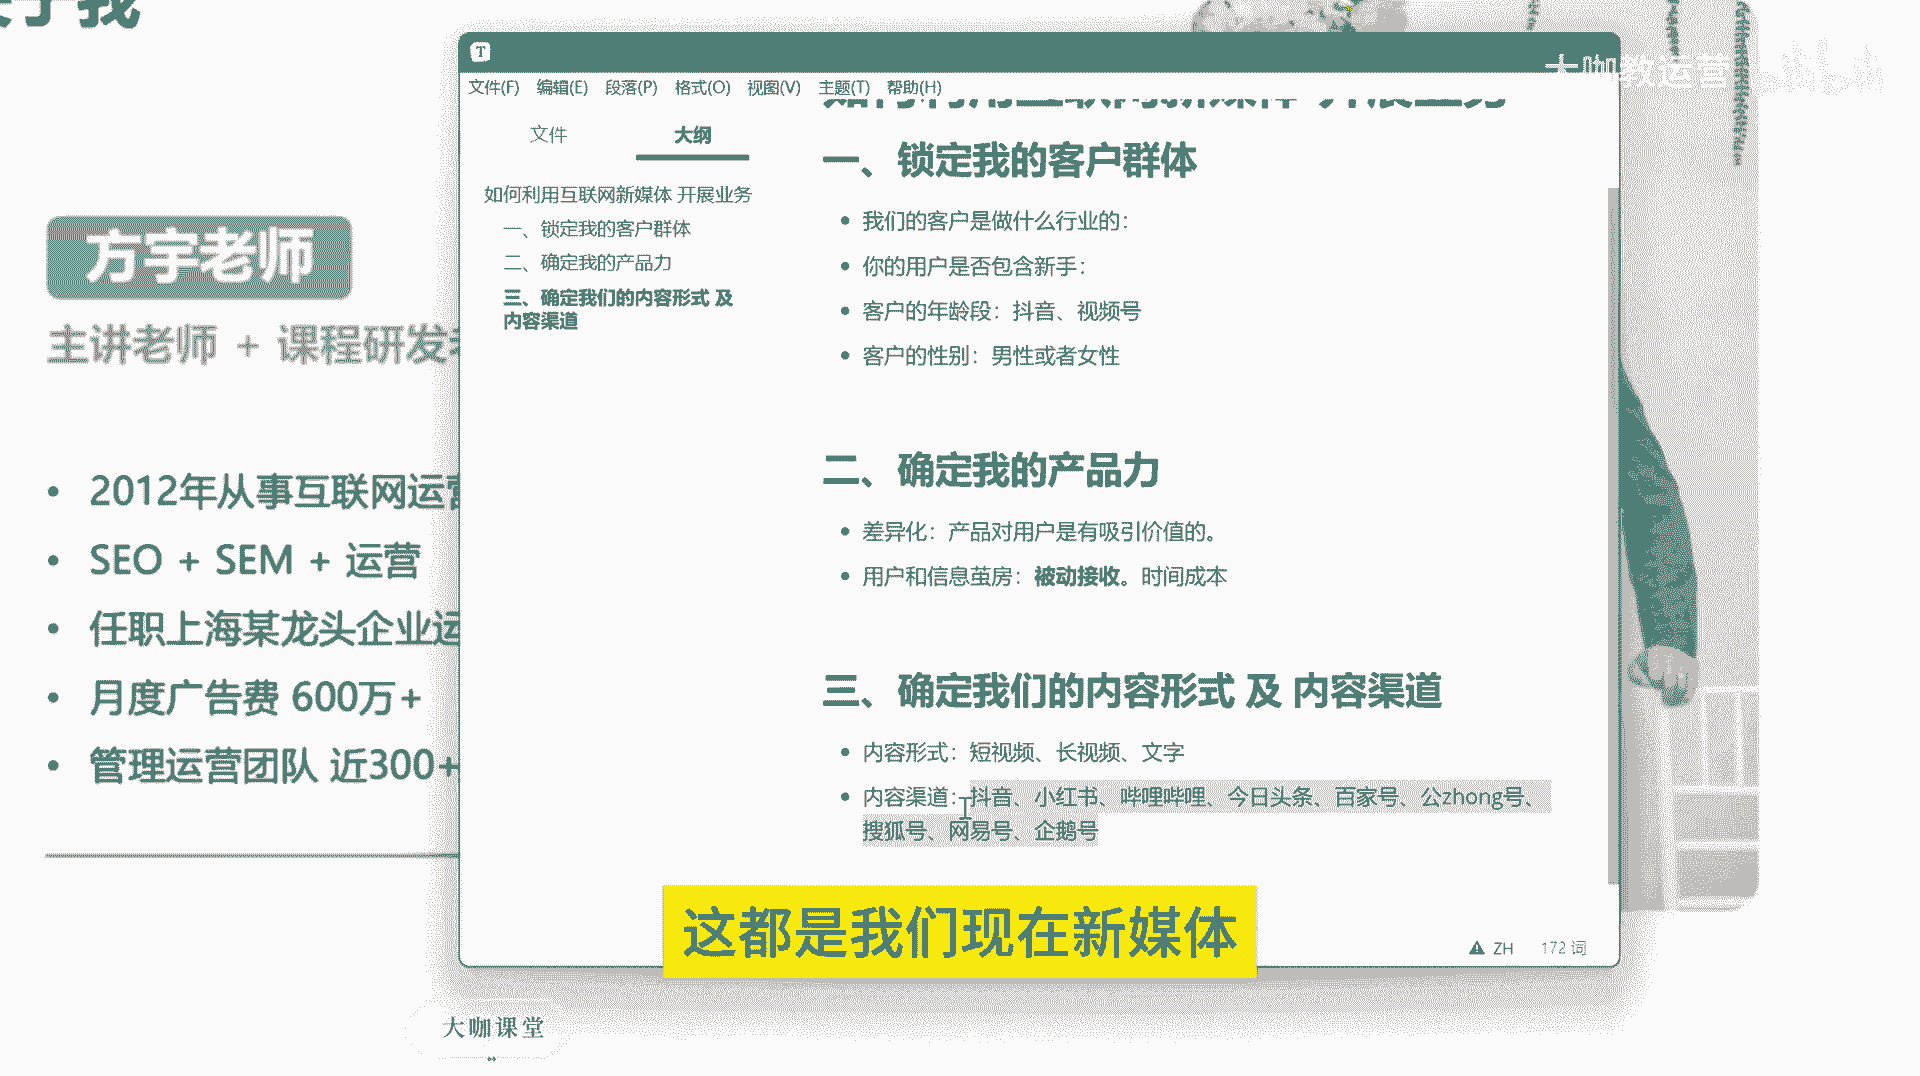 方宇老师
主讲老师 + 课程研发
2012年从事互联网运营
SEO + SEM + 运营
任职上海某龙头企业运
月度广告费 600万+
管理运营团队 近300+
大咖课堂
T
文件(F) 编辑(E) 段落(P) 格式(O) 视图(V) 主题(T) 帮助(H)
大咖教运营
文件 大纲
如何利用互联网新媒体 开展业务
一、锁定我的客户群体
二、确定我的产品力
三、确定我们的内容形式 及
内容渠道
如何利用互联网新媒体 开展业务
一、锁定我的客户群体
我们的客户是做什么行业的：
你的用户是否包含新手：
客户的年龄段：抖音、视频号
客户的性别：男性或者女性
二、确定我的产品力
差异化：产品对用户是有吸引价值的。
用户和信息茧房：被动接收。时间成本
三、确定我们的内容形式 及 内容渠道
内容形式：短视频、长视频、文字
内容渠道：抖音、小红书、哔哩哔哩、今日头条、百家号、公zhong号、
搜狐号、网易号、企鹅号
ZH 172 词
这都是我们现在新媒体